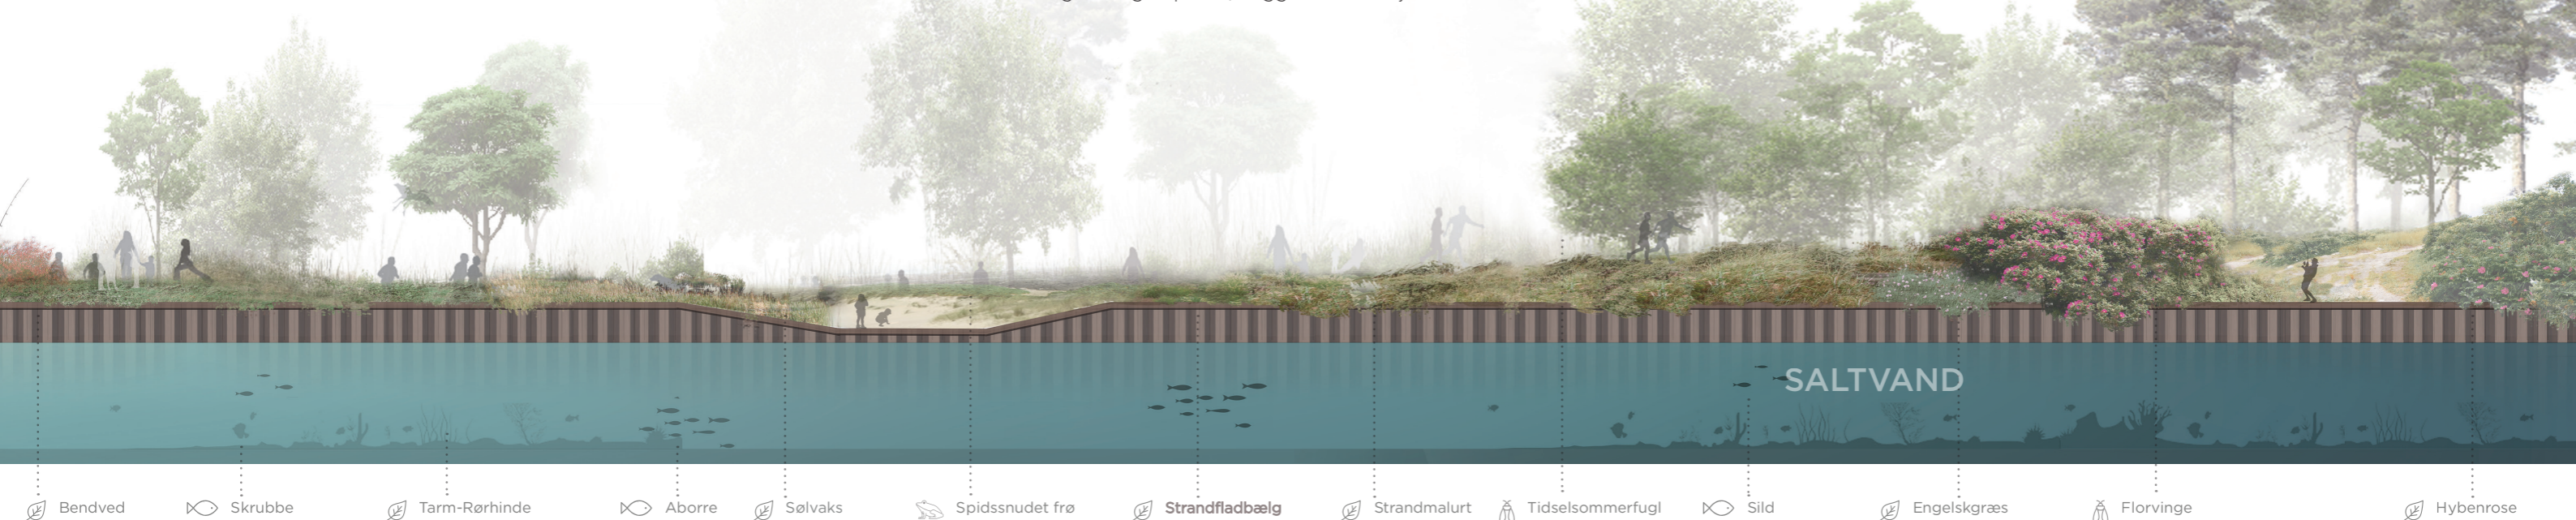 SALTVAND
Bendved
Skrubbe
Tarm-Rørhinde
Aborre
Sølvaks
Spidssnudet frø
Strandfladbælg
Strandmalurt
Tidselsommerfugl
Sild
Engelskgræs
Florvinge
Hybenrose